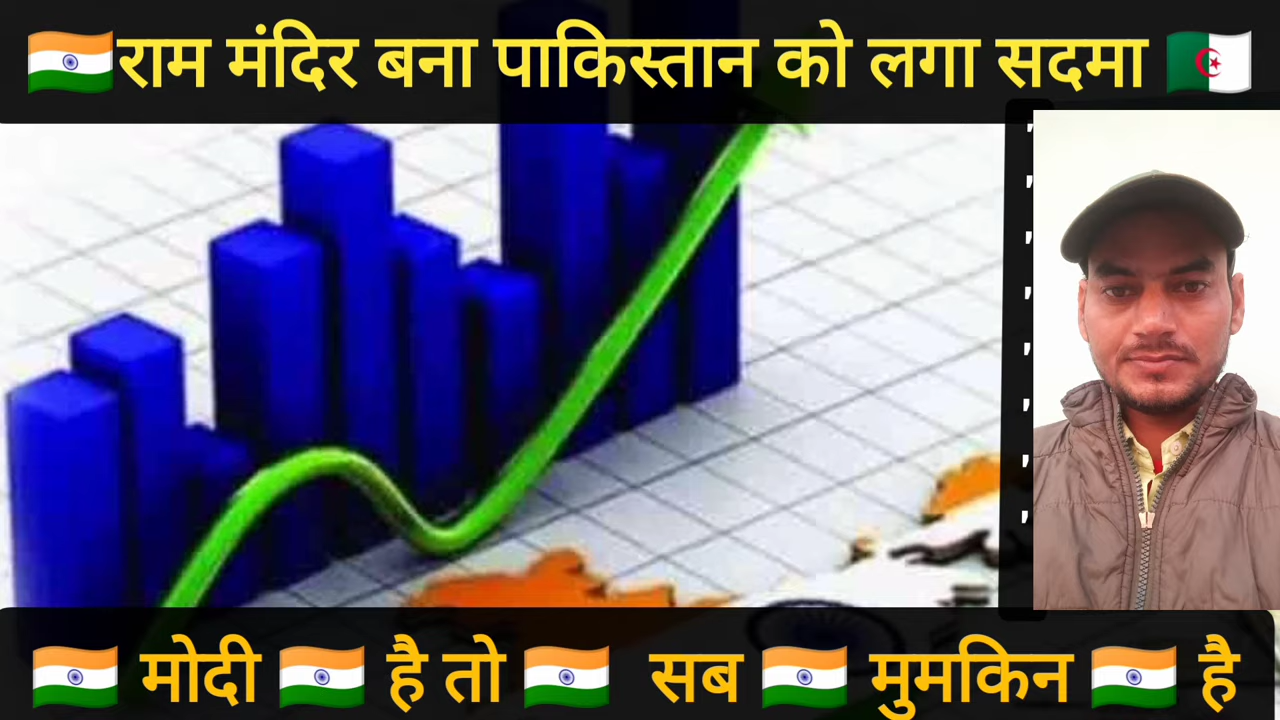 🇮🇳राम मंदिर बना पाकिस्तान को लगा सदमा 🇩🇿
🇮🇳 मोदी 🇮🇳 है तो 🇮🇳 सब 🇮🇳 मुमकिन 🇮🇳 है